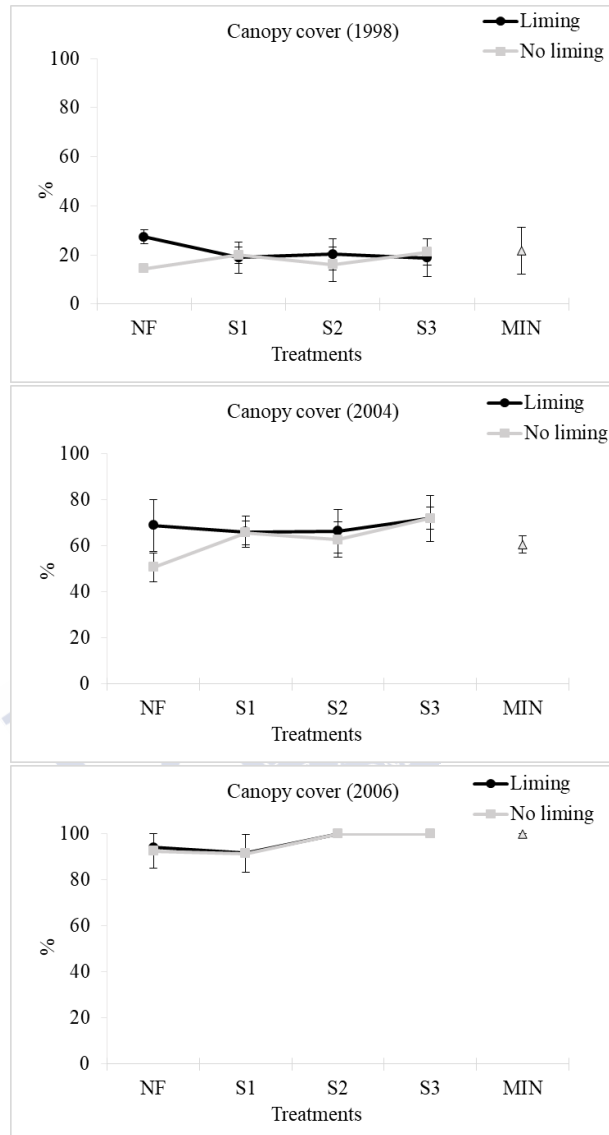 Canopy cover (1998)
Liming
No liming
100
80
60
40
20
0
%
NF S1 S2 S3 MIN
Treatments
Canopy cover (2004)
Liming
No liming
100
80
60
40
20
0
%
NF S1 S2 S3 MIN
Treatments
Canopy cover (2006)
Liming
No liming
100
80
60
40
20
0
%
NF S1 S2 S3 MIN
Treatments